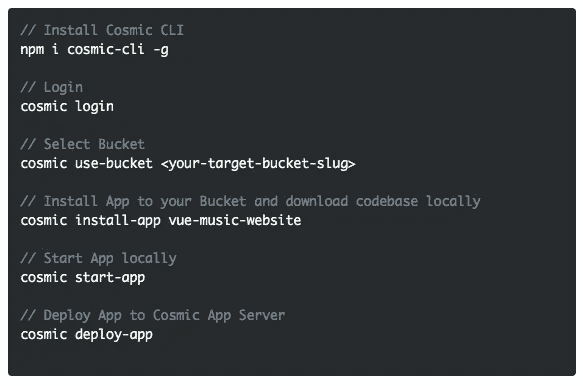 // Install Cosmic CLI
npm i cosmic-cli -g
// Login
cosmic login
// Select Bucket
cosmic use-bucket <your-target-bucket-slug>
// Install App to your Bucket and download codebase locally
cosmic install-app vue-music-website
// Start App locally
cosmic start-app
// Deploy App to Cosmic App Server
cosmic deploy-app